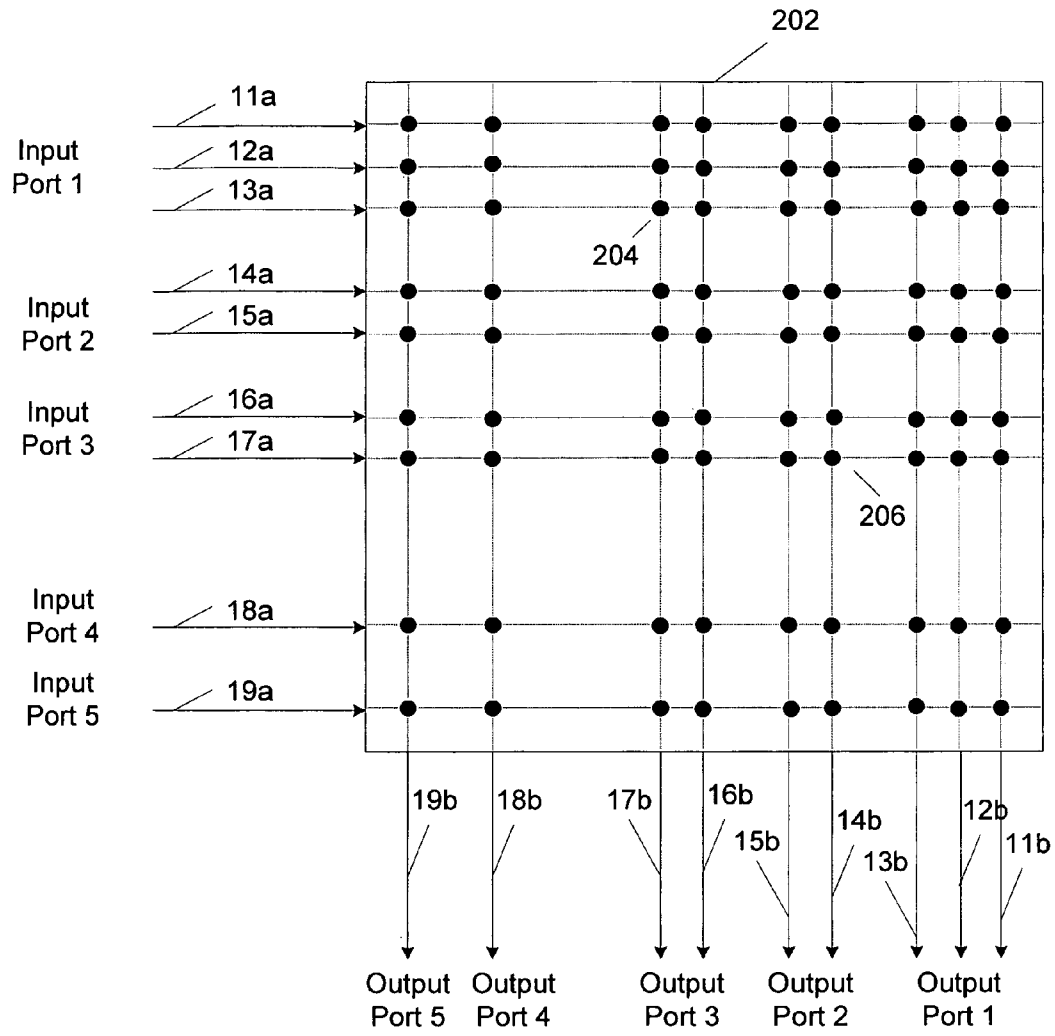 202
11a
Input
Port 1
12a
13a
204
14a
Input
Port 2
15a
Input
Port 3
16a
17a
206
Input
Port 4
18a
Input
Port 5
19a
19b
18b
17b
16b
15b
14b
13b
12b
11b
Output
Port 5
Output
Port 4
Output
Port 3
Output
Port 2
Output
Port 1